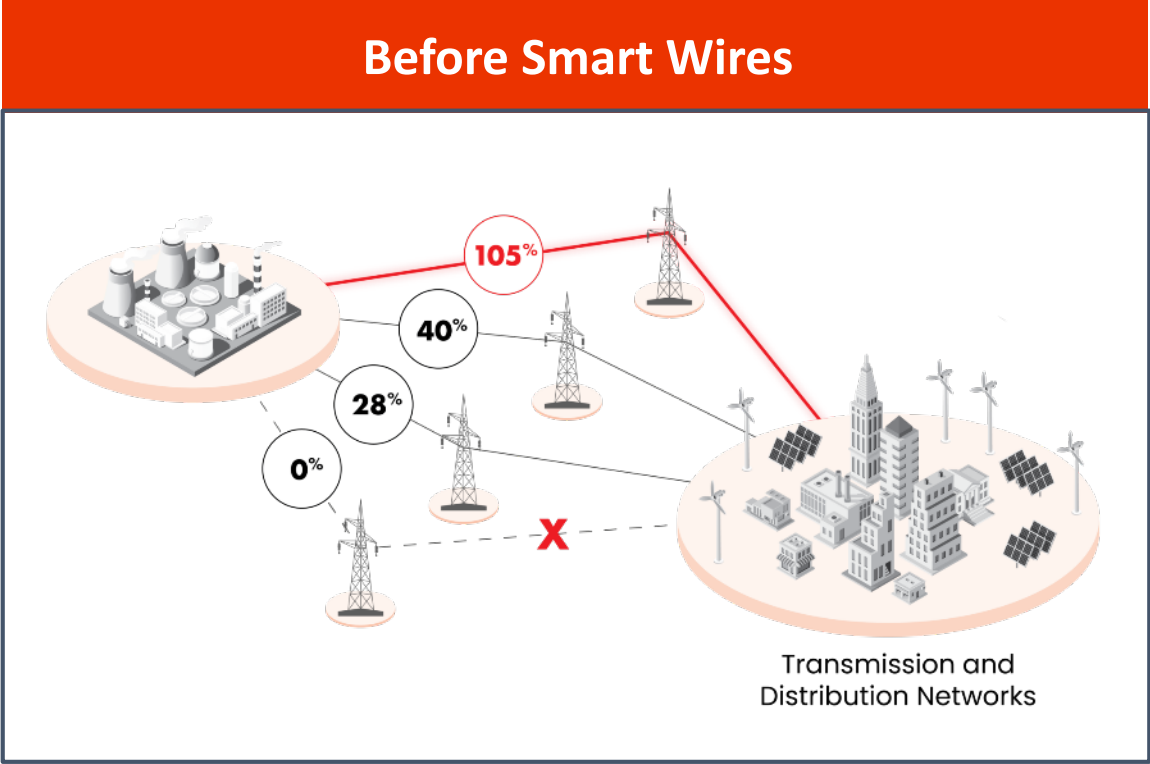 Before Smart Wires
105%
40%
28%
0%
X
Transmission and
Distribution Networks